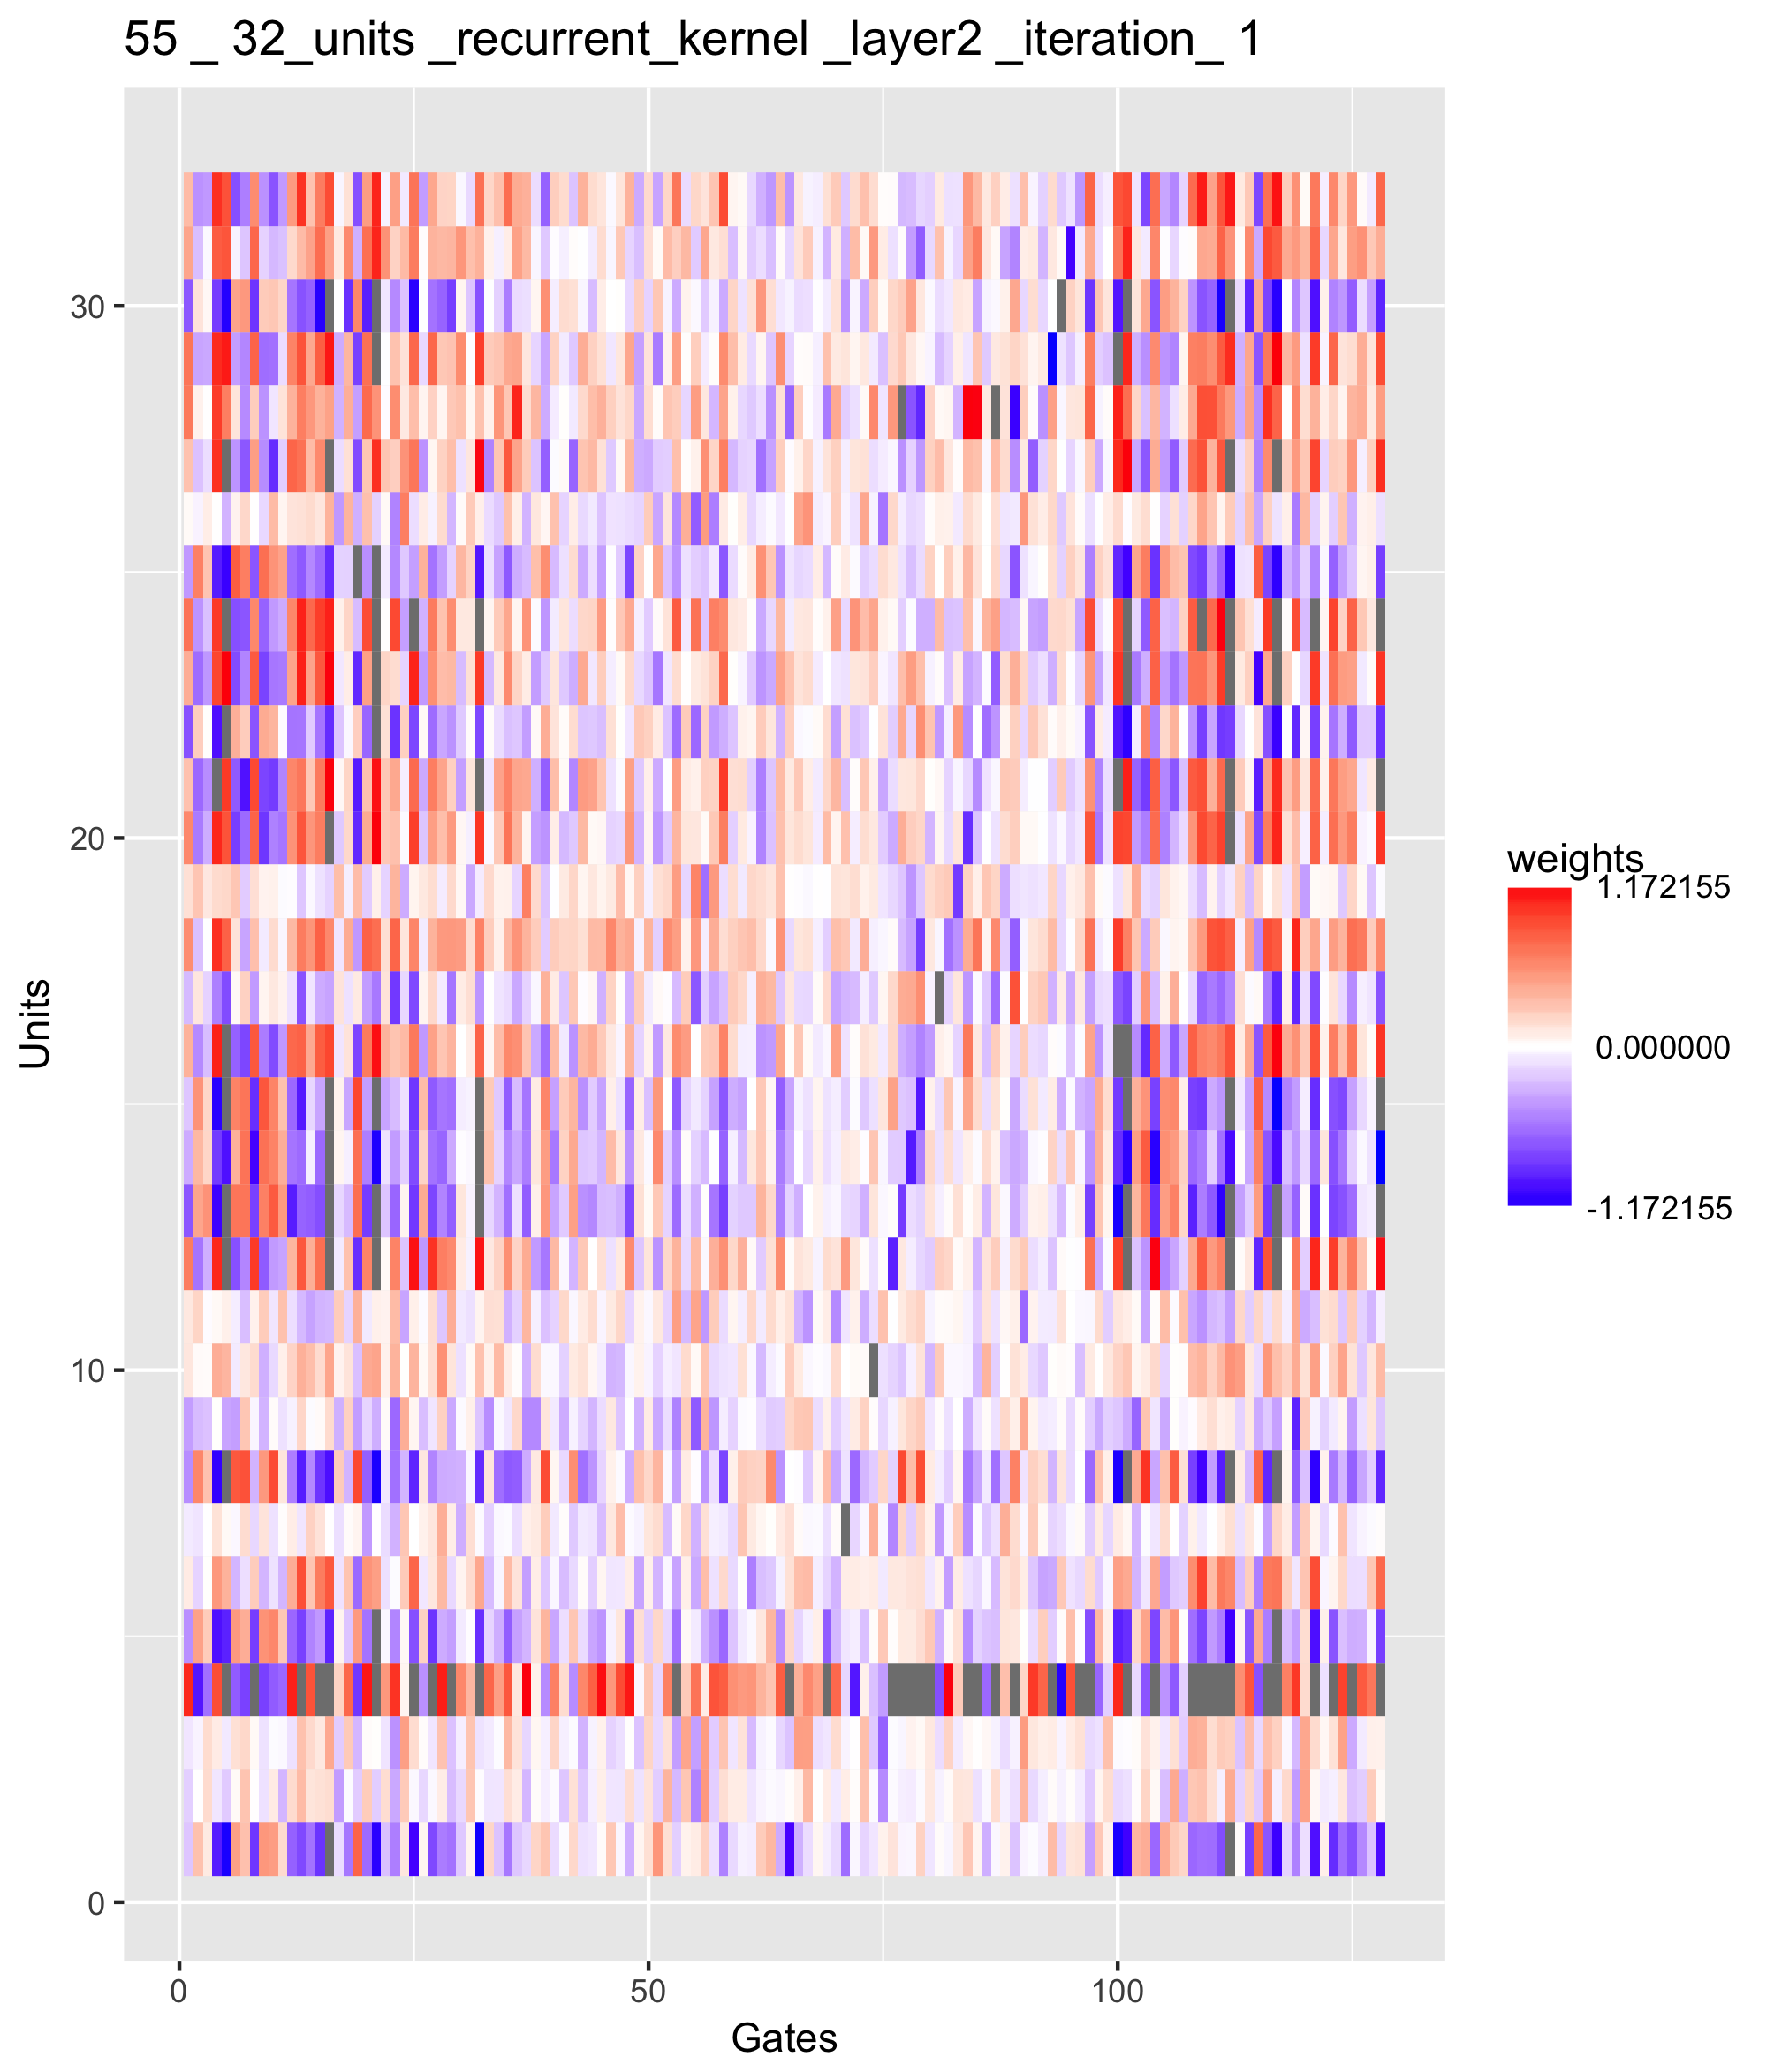 55 _ 32_units _recurrent_kernel _layer2 _iteration_ 1
30
20
10
0
Units
0 50 100
Gates
weights
1.172155
0.000000
-1.172155